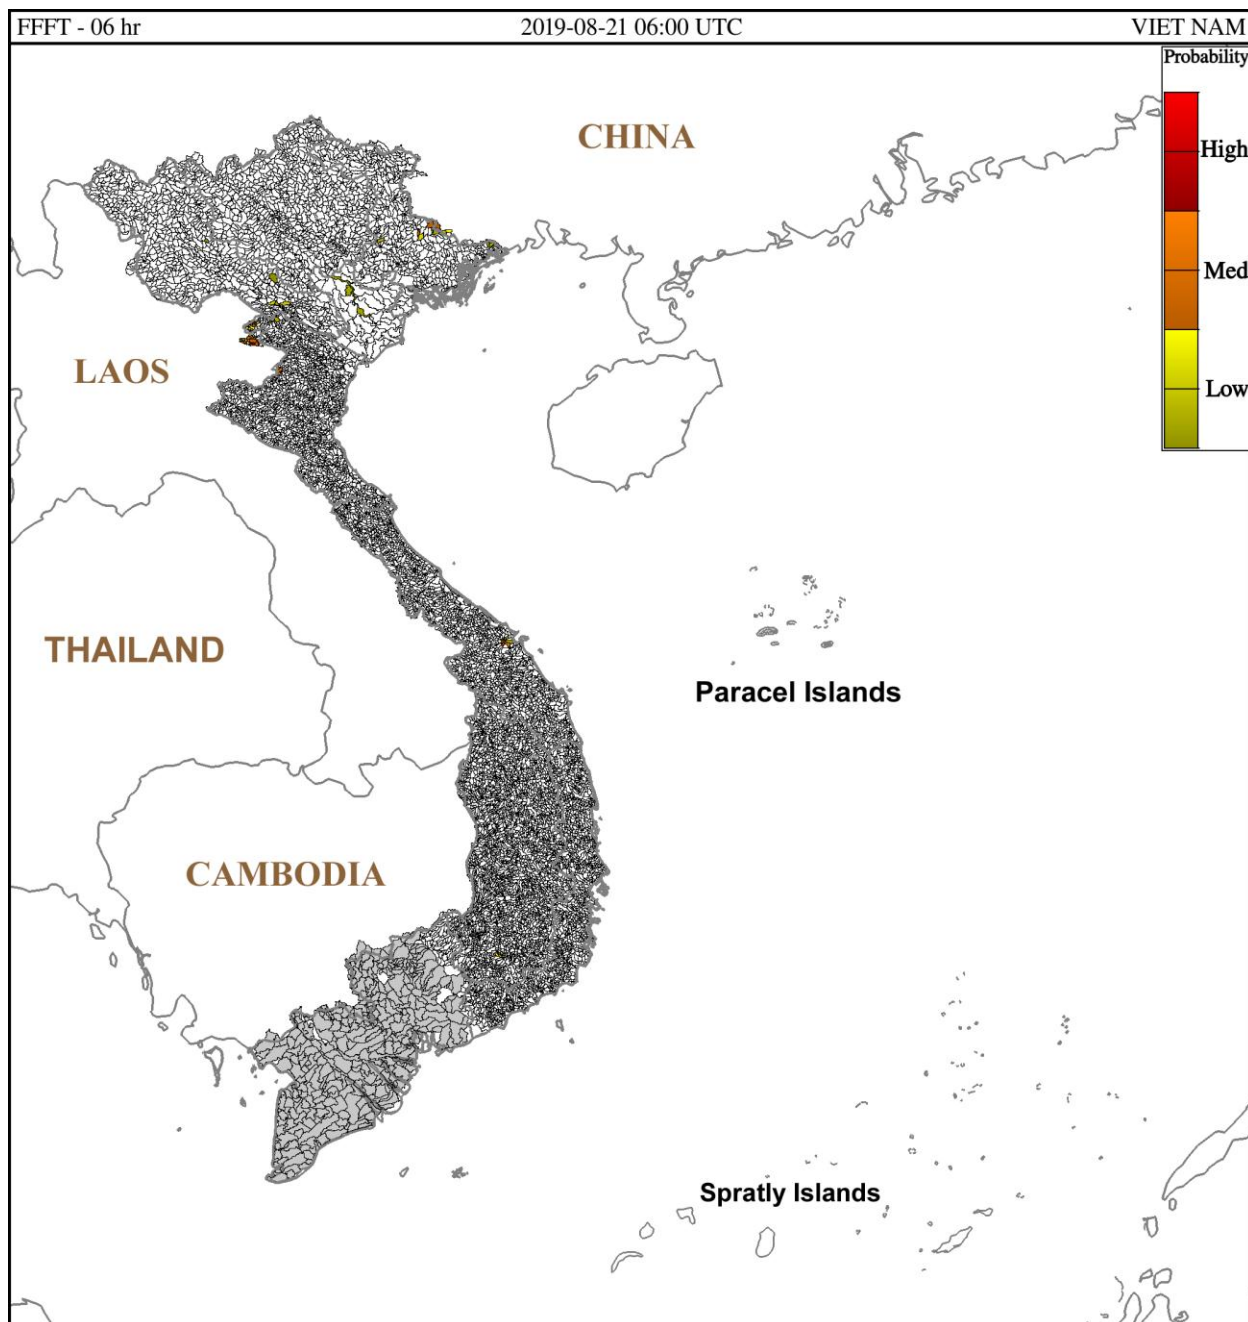 FFFT - 06 hr
2019-08-21 06:00 UTC
VIET NAM
Probability
CHINA
High
Med
LAOS
Low
THAILAND
Paracel Islands
CAMBODIA
Spratly Islands